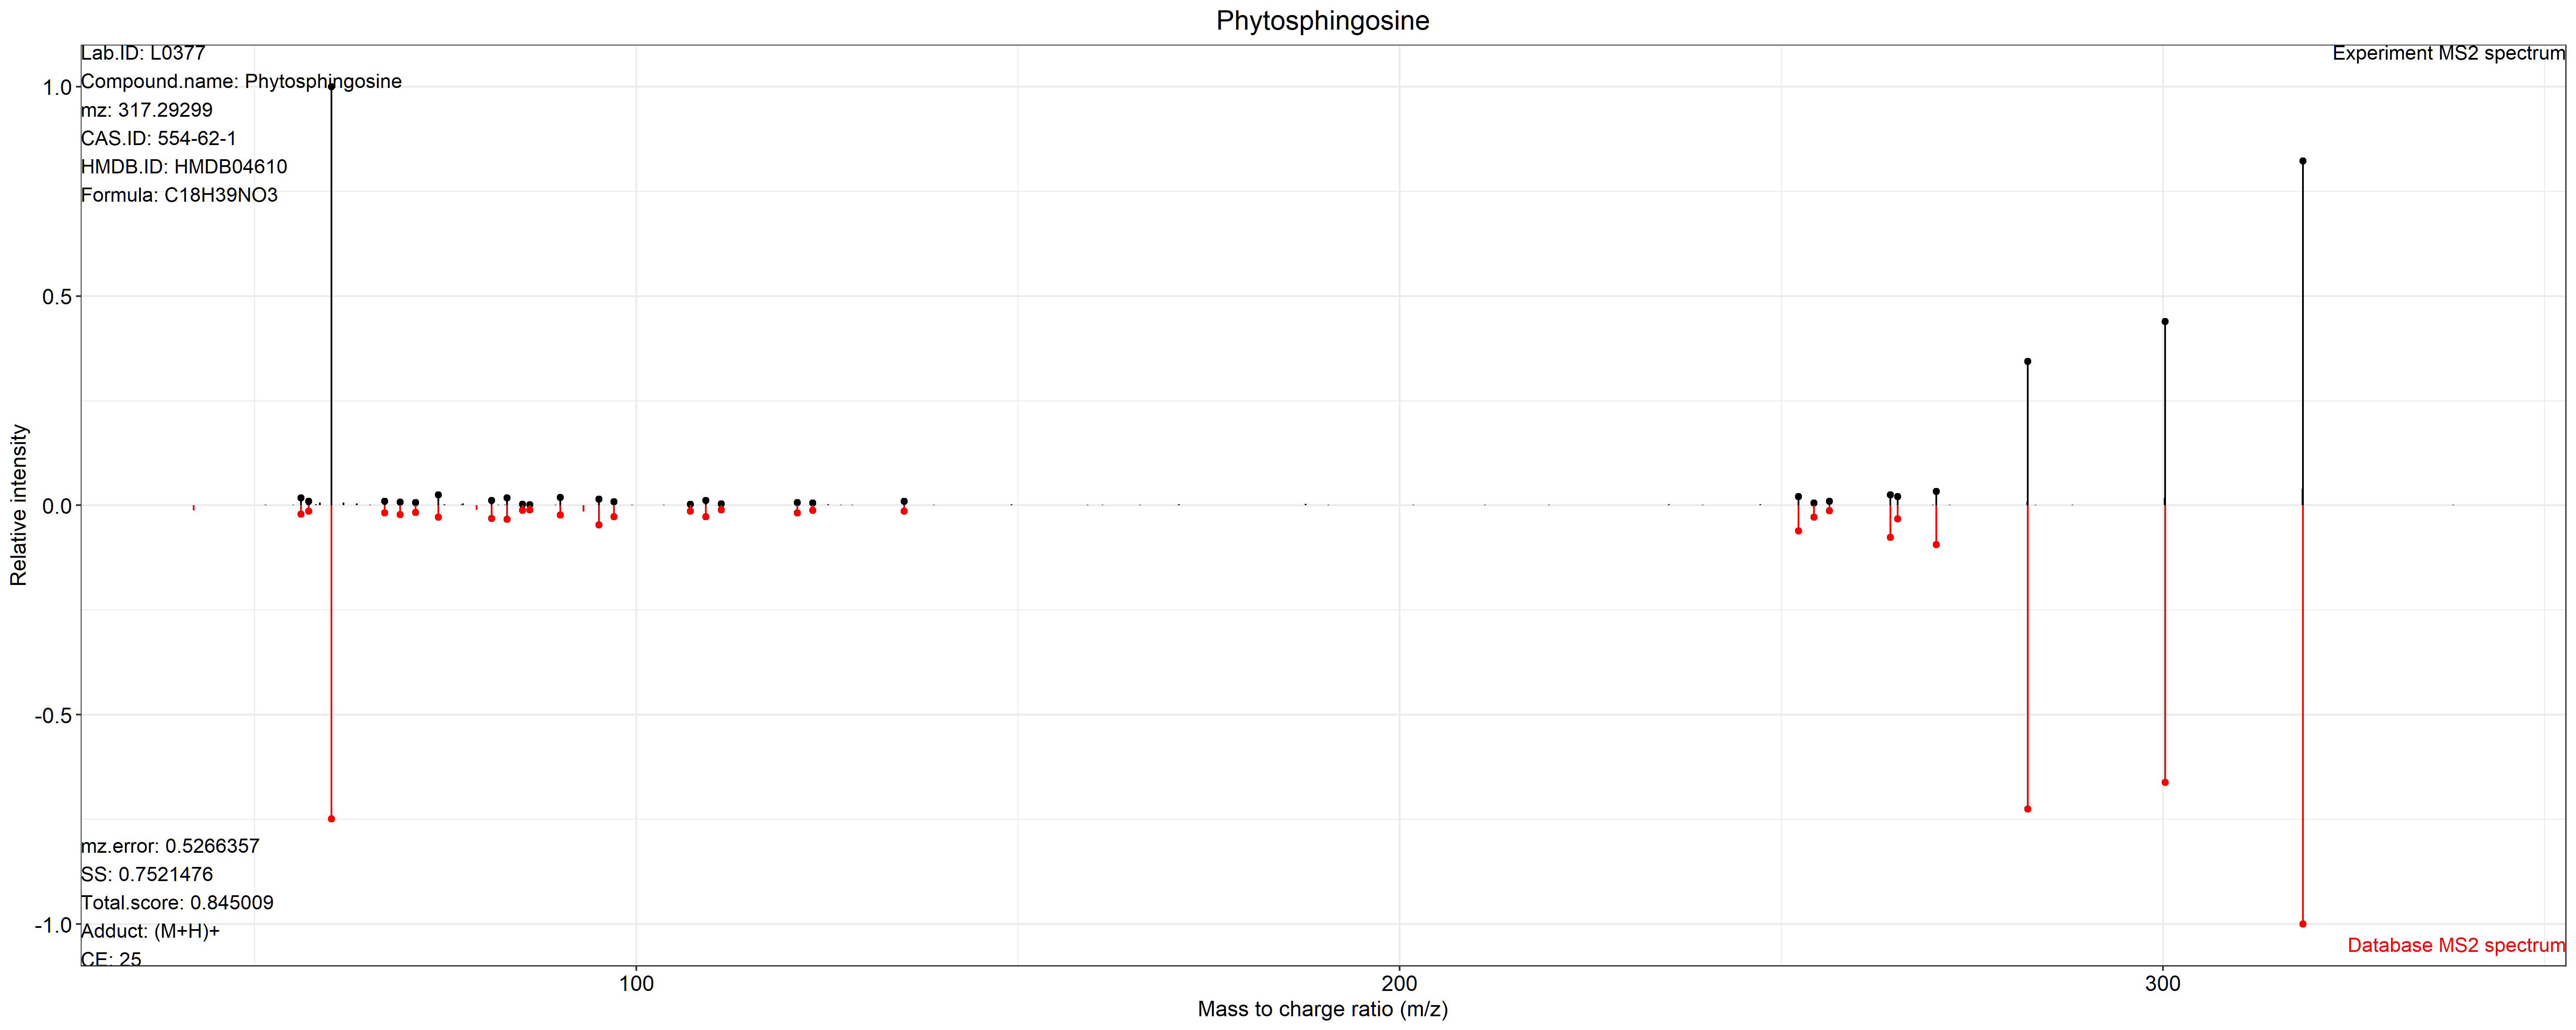 Phytosphingosine
Lab.ID: L0377
Experiment MS2 spectrum
Compound.name: Phytosphingosine
mz: 317.29299
CAS.ID: 554-62-1
HMDB.ID: HMDB04610
Formula: C18H39NO3
1.0
0.5
0.0
-0.5
-1.0
Relative intensity
mz.error: 0.5266357
SS: 0.7521476
Total.score: 0.845009
Adduct: (M+H)+
CE: 25
Database MS2 spectrum
100
200
300
Mass to charge ratio (m/z)